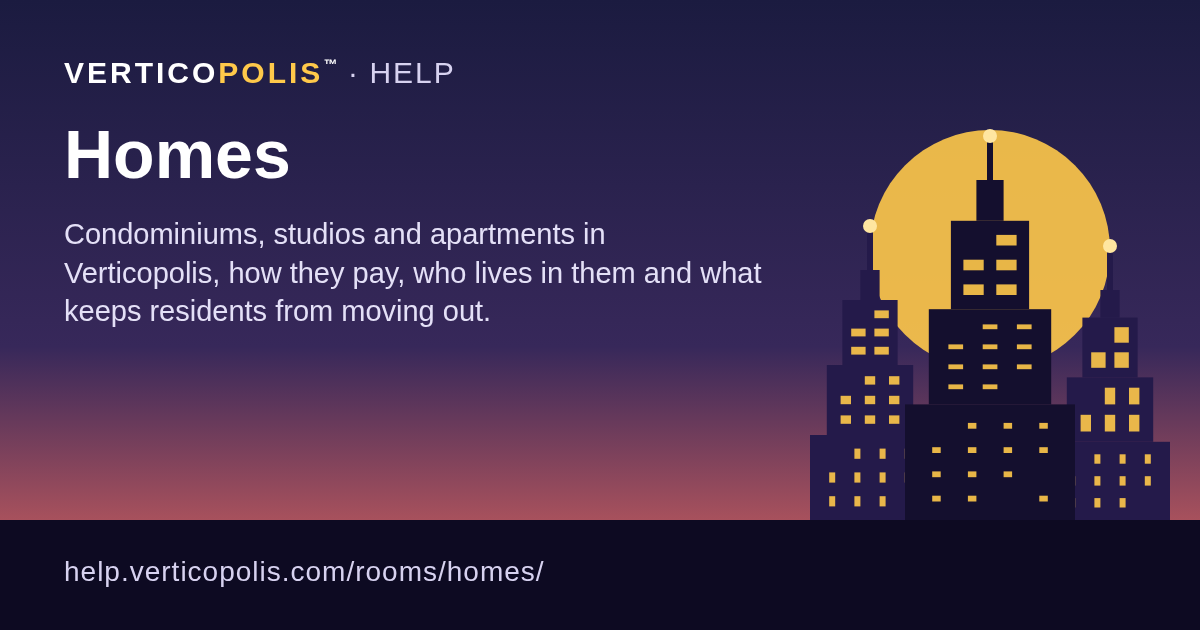 VERTICOPOLIS™ · HELP
Homes
Condominiums, studios and apartments in
Verticopolis, how they pay, who lives in them and what
keeps residents from moving out.
help.verticopolis.com/rooms/homes/